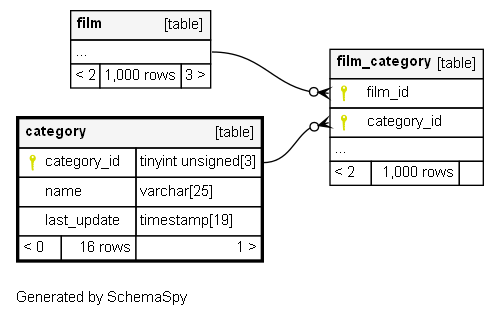 film [table]
...
< 2 1,000 rows 3 >
film_category [table]
film_id
category_id
...
< 2 1,000 rows
category [table]
category_id tinyint unsigned[3]
name varchar[25]
last_update timestamp[19]
< 0 16 rows 1 >
Generated by SchemaSpy